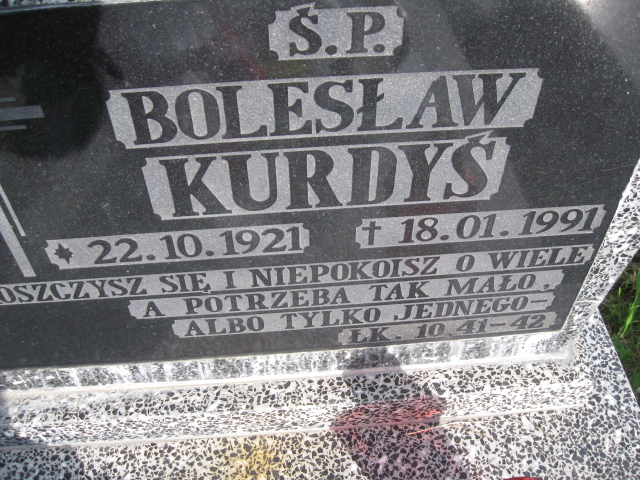 Ś.P.
BOLESŁAW
KURDYŚ
* 22.10.1921 † 18.01.1991
SIĘ I NIEPOKOISZ O WIELE
A POTRZEBA TAK MAŁO,
ALBO TYLKO JEDNEGO-
ŁK. 10 41-42